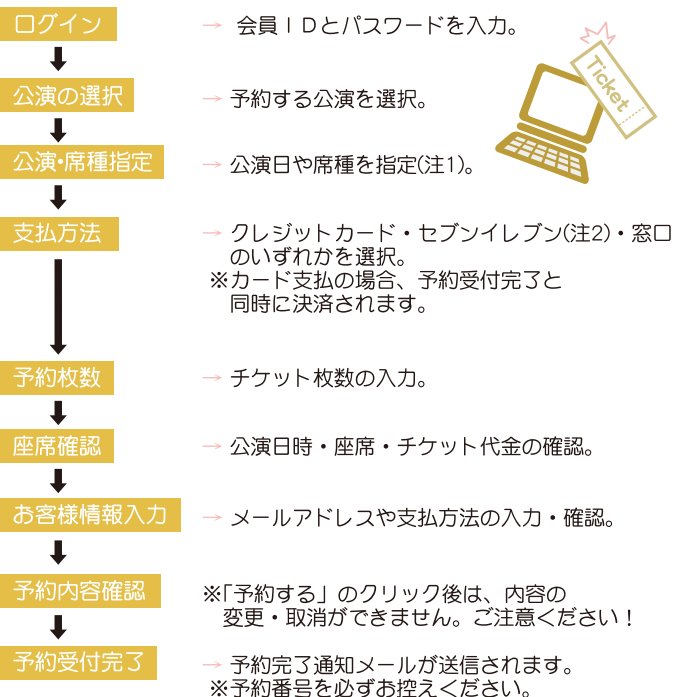 ログイン
→ 会員IDとパスワードを入力。
公演の選択
→ 予約する公演を選択。
公演・席種指定
→ 公演日や席種を指定(注1)。
Ticket
支払方法
→ クレジットカード・セブンイレブン(注2)・窓口
のいずれかを選択。
※カード支払の場合、予約受付完了と
同時に決済されます。
予約枚数
→ チケット枚数の入力。
座席確認
→ 公演日時・座席・チケット代金の確認。
お客様情報入力
→ メールアドレスや支払方法の入力・確認。
予約内容確認
※「予約する」のクリック後は、内容の
変更・取消ができません。ご注意ください！
予約受付完了
→ 予約完了通知メールが送信されます。
※予約番号を必ずお控えください。